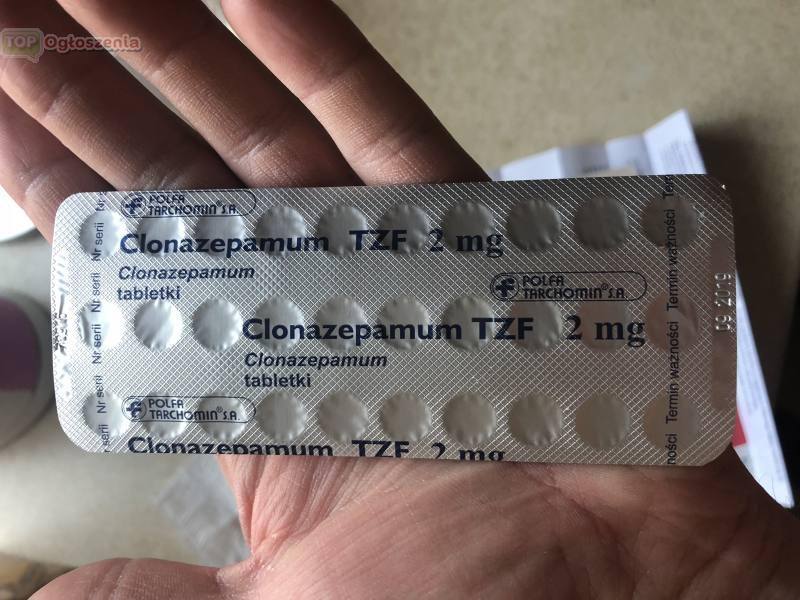 TOP Ogłoszenia
Nr serii
POLFA
TARCHOMIN® S.A.
Clonazepamum TZF 2 mg
Clonazepamum
tabletki
POLFA
TARCHOMIN® S.A.
Nr serii
Termin ważności
09 2019
Clonazepamum TZF 2 mg
Clonazepamum
tabletki
Nr serii
Termin ważności
POLFA
TARCHOMIN® S.A.
Nr serii
Termin ważności
Clonazepamum TZF 2 mg